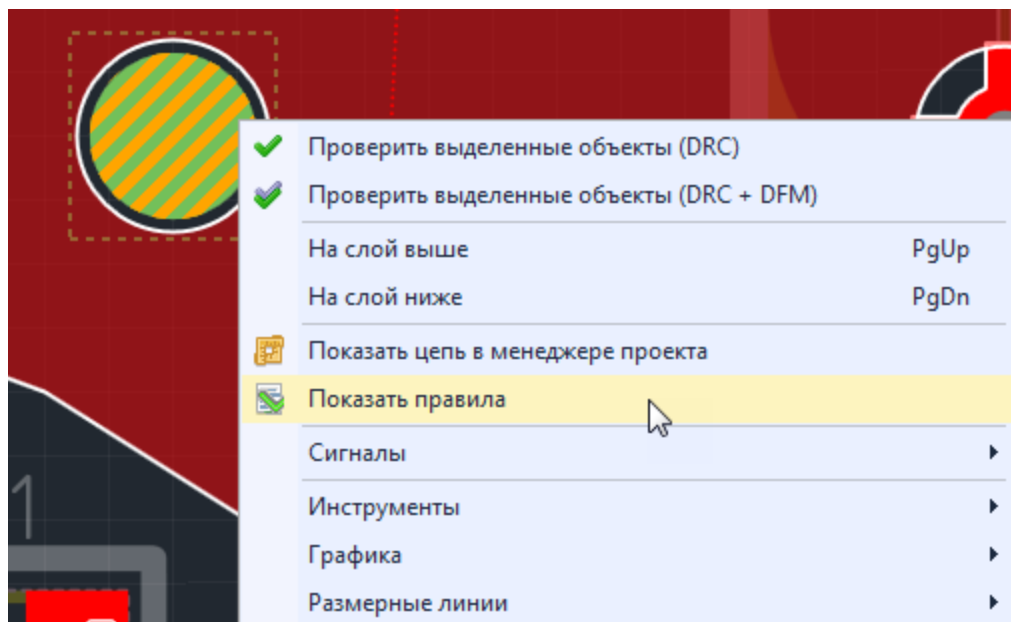 Проверить выделенные объекты (DRC)
Проверить выделенные объекты (DRC + DFM)
На слой выше PgUp
На слой ниже PgDn
Показать цепь в менеджере проекта
Показать правила
Сигналы
1
Инструменты
Графика
Размерные линии